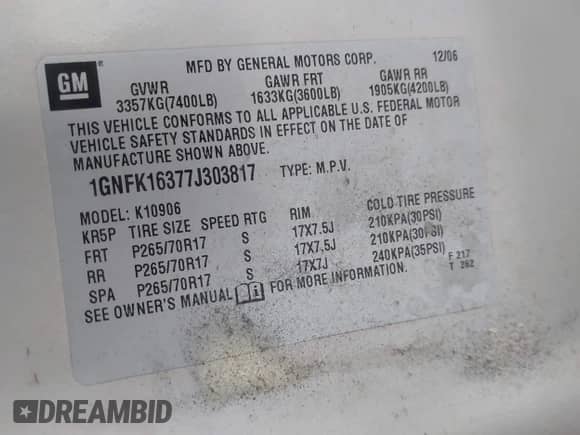 GM ®
MFD BY GENERAL MOTORS CORP. 12/06
GVWR GAWR FRT GAWR RR
3357KG(7400LB) 1633KG(3600LB) 1905KG(4200LB)
THIS VEHICLE CONFORMS TO ALL APPLICABLE U.S. FEDERAL MOTOR
VEHICLE SAFETY STANDARDS IN EFFECT ON THE DATE OF
MANUFACTURE SHOWN ABOVE.
1GNFK16377J303817 TYPE: M.P.V.
MODEL: K10906
KR5P TIRE SIZE SPEED RTG RIM COLD TIRE PRESSURE
FRT P265/70R17 S 17X7.5J 210KPA(30PSI)
RR P265/70R17 S 17X7.5J 210KPA(30PSI)
SPA P265/70R17 S 17X7J 240KPA(35PSI)
SEE OWNER'S MANUAL FOR MORE INFORMATION.
F 217
T 262
DREAMBID